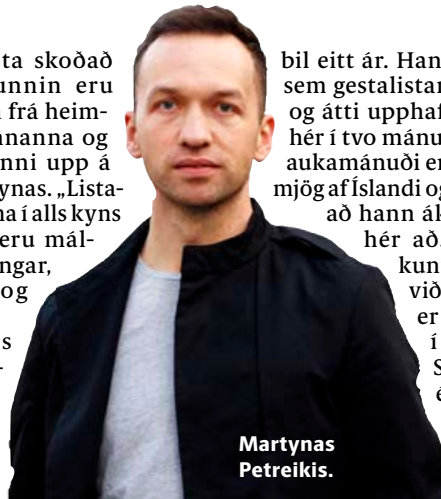 ta skoðað
unnin eru
frá heim-
nanna og
nni upp á
ynas. „Lista-
na í alls kyns
eru mál-
ngar,
og
s
-
bil eitt ár. Han
sem gestalistar
og átti upphaf
hér í tvo mánu
aukamánuði er
mjög af Íslandi og
að hann ák
hér að
kun
við
er
í
S
é
Martynas
Petreikis.